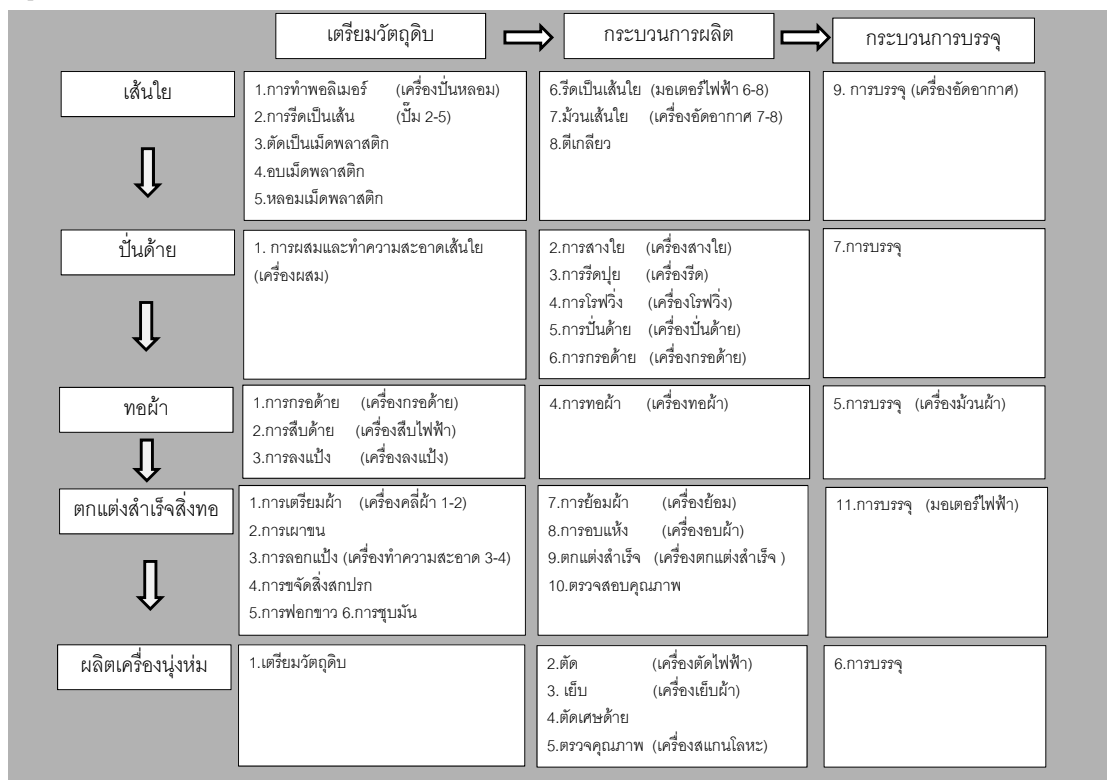 เตรียมวัตถุดิบ
กระบวนการผลิต
กระบวนการบรรจุ
เส้นใย
1.การทำพอลิเมอร์ (เครื่องปั่นหลอม)
2.การรีดเป็นเส้น (ปั๊ม 2-5)
3.ตัดเป็นเม็ดพลาสติก
4.อบเม็ดพลาสติก
5.หลอมเม็ดพลาสติก
6.รีดเป็นเส้นใย (มอเตอร์ไฟฟ้า 6-8)
7.ม้วนเส้นใย (เครื่องอัดอากาศ 7-8)
8.ตีเกลียว
9. การบรรจุ (เครื่องอัดอากาศ)
ปั่นด้าย
1. การผสมและทำความสะอาดเส้นใย
(เครื่องผสม)
2.การสางใย (เครื่องสางใย)
3.การรีดปุย (เครื่องรีด)
4.การโรฟวิ่ง (เครื่องโรฟวิ่ง)
5.การปั่นด้าย (เครื่องปั่นด้าย)
6.การกรอด้าย (เครื่องกรอด้าย)
7.การบรรจุ
ทอผ้า
1.การกรอด้าย (เครื่องกรอด้าย)
2.การสืบด้าย (เครื่องสืบไฟฟ้า)
3.การลงแป้ง (เครื่องลงแป้ง)
4.การทอผ้า (เครื่องทอผ้า)
5.การบรรจุ (เครื่องม้วนผ้า)
ตกแต่งสำเร็จสิ่งทอ
1.การเตรียมผ้า (เครื่องคลี่ผ้า 1-2)
2.การเผาขน
3.การลอกแป้ง (เครื่องทำความสะอาด 3-4)
4.การขจัดสิ่งสกปรก
5.การฟอกขาว 6.การชุบมัน
7.การย้อมผ้า (เครื่องย้อม)
8.การอบแห้ง (เครื่องอบผ้า)
9.ตกแต่งสำเร็จ (เครื่องตกแต่งสำเร็จ )
10.ตรวจสอบคุณภาพ
11.การบรรจุ (มอเตอร์ไฟฟ้า)
ผลิตเครื่องนุ่งห่ม
1.เตรียมวัตถุดิบ
2.ตัด (เครื่องตัดไฟฟ้า)
3. เย็บ (เครื่องเย็บผ้า)
4.ตัดเศษด้าย
5.ตรวจคุณภาพ (เครื่องสแกนโลหะ)
6.การบรรจุ